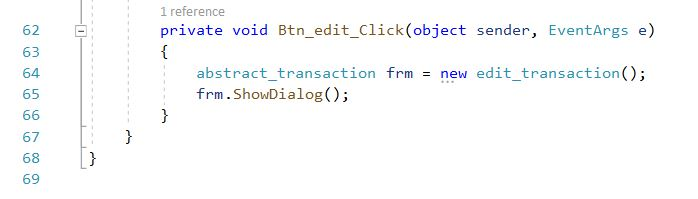 1 reference
62 private void Btn_edit_Click(object sender, EventArgs e)
63 {
64 abstract_transaction frm = new edit_transaction();
65 frm.ShowDialog();
66 }
67 }
68 }
69